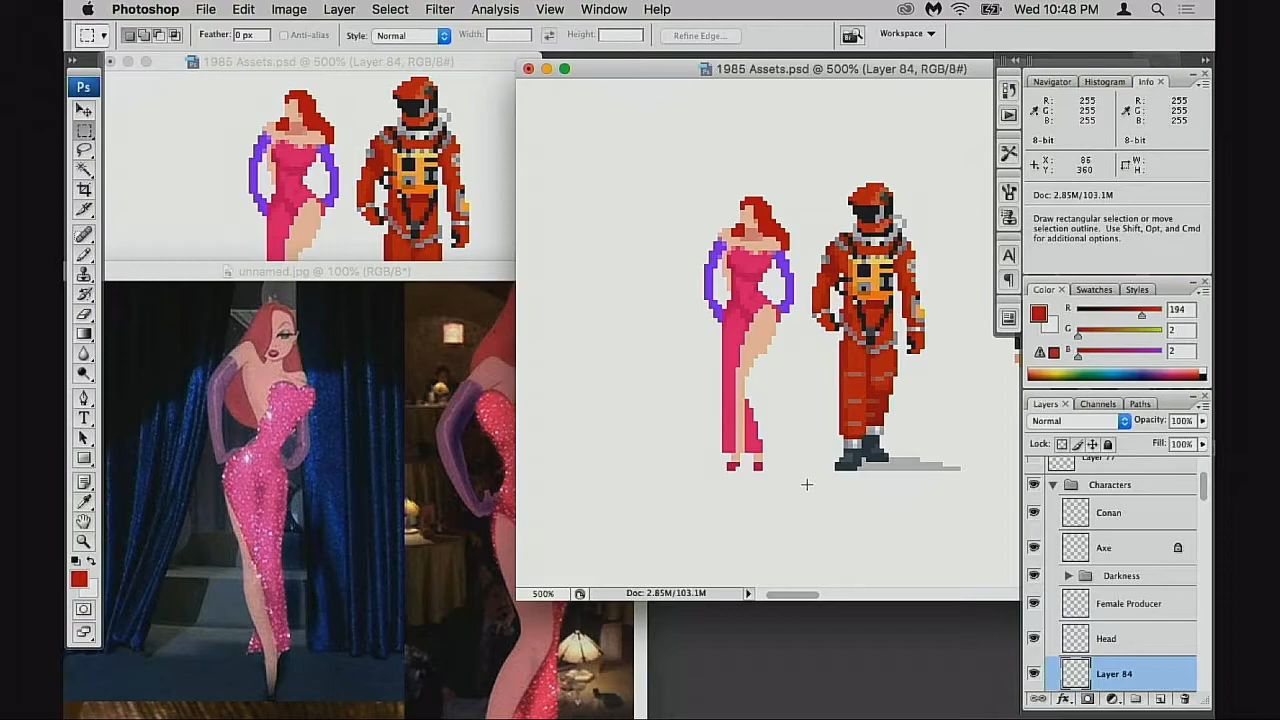 Photoshop File Edit Image Layer Select Filter Analysis View Window Help Wed 10:48 PM
Feather: 0 px Anti-alias Style: Normal Width: Height: Refine Edge... Workspace
1985 Assets.psd @ 500% (Layer 84, RGB/8#)
1985 Assets.psd @ 500% (Layer 84, RGB/8#)
Ps
unnamed.jpg @ 100% (RGB/8*)
500% Doc: 2.85M/103.1M
Navigator Histogram Info
R: 255 R: 255
G: 255 G: 255
B: 255 B: 255
8-bit 8-bit
X: 86 W:
Y: 360 H:
Doc: 2.85M/103.1M
Draw rectangular selection or move
selection outline. Use Shift, Opt, and Cmd
for additional options.
Color Swatches Styles
R 194
G 2
B 2
Layers Channels Paths
Normal Opacity: 100%
Lock: Fill: 100%
Layer 77
Characters
Conan
Axe
Darkness
Female Producer
Head
Layer 84